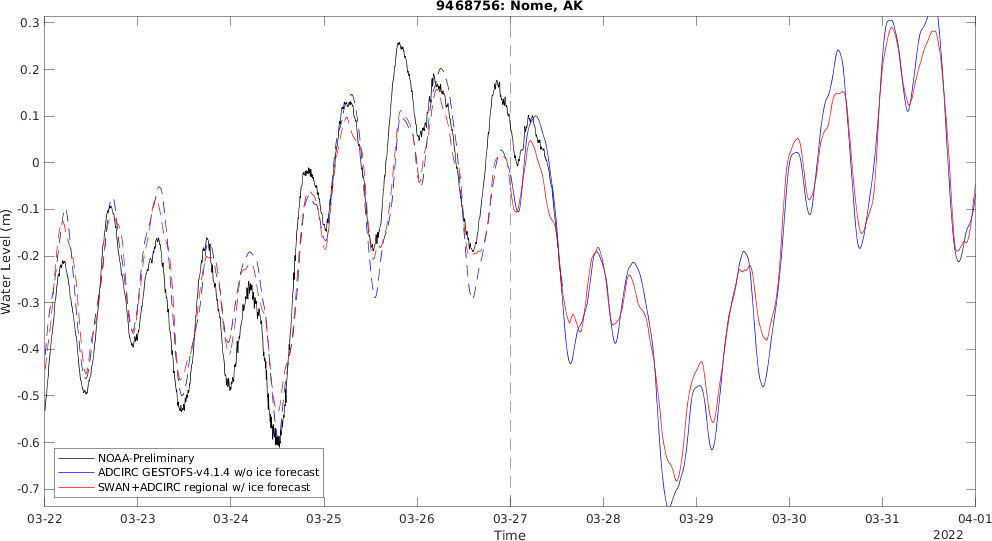 9468756: Nome, AK
Water Level (m)
0.3
0.2
0.1
0
-0.1
-0.2
-0.3
-0.4
-0.5
-0.6
-0.7
NOAA-Preliminary
ADCIRC GESTOFS-v4.1.4 w/o ice forecast
SWAN+ADCIRC regional w/ ice forecast
03-22 03-23 03-24 03-25 03-26 03-27 03-28 03-29 03-30 03-31 04-01
Time
2022